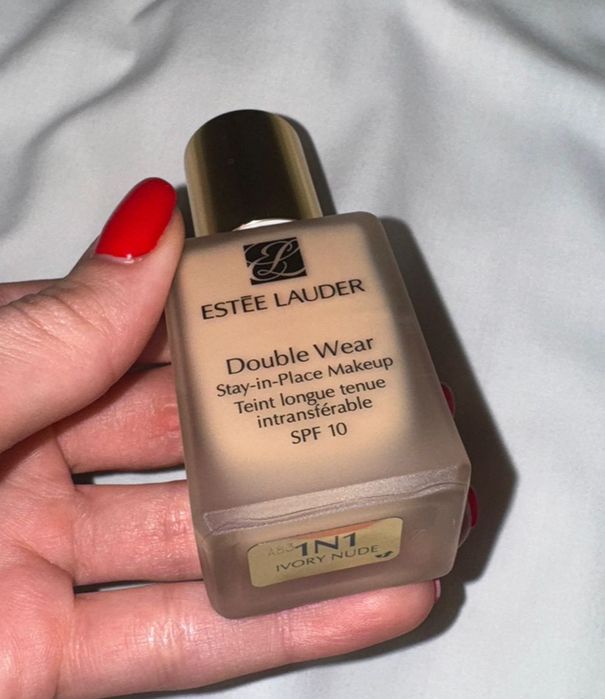 ESTĒE LAUDER
Double Wear
Stay-in-Place Makeup
Teint longue tenue
intransférable
SPF 10
1N1
IVORY NUDE